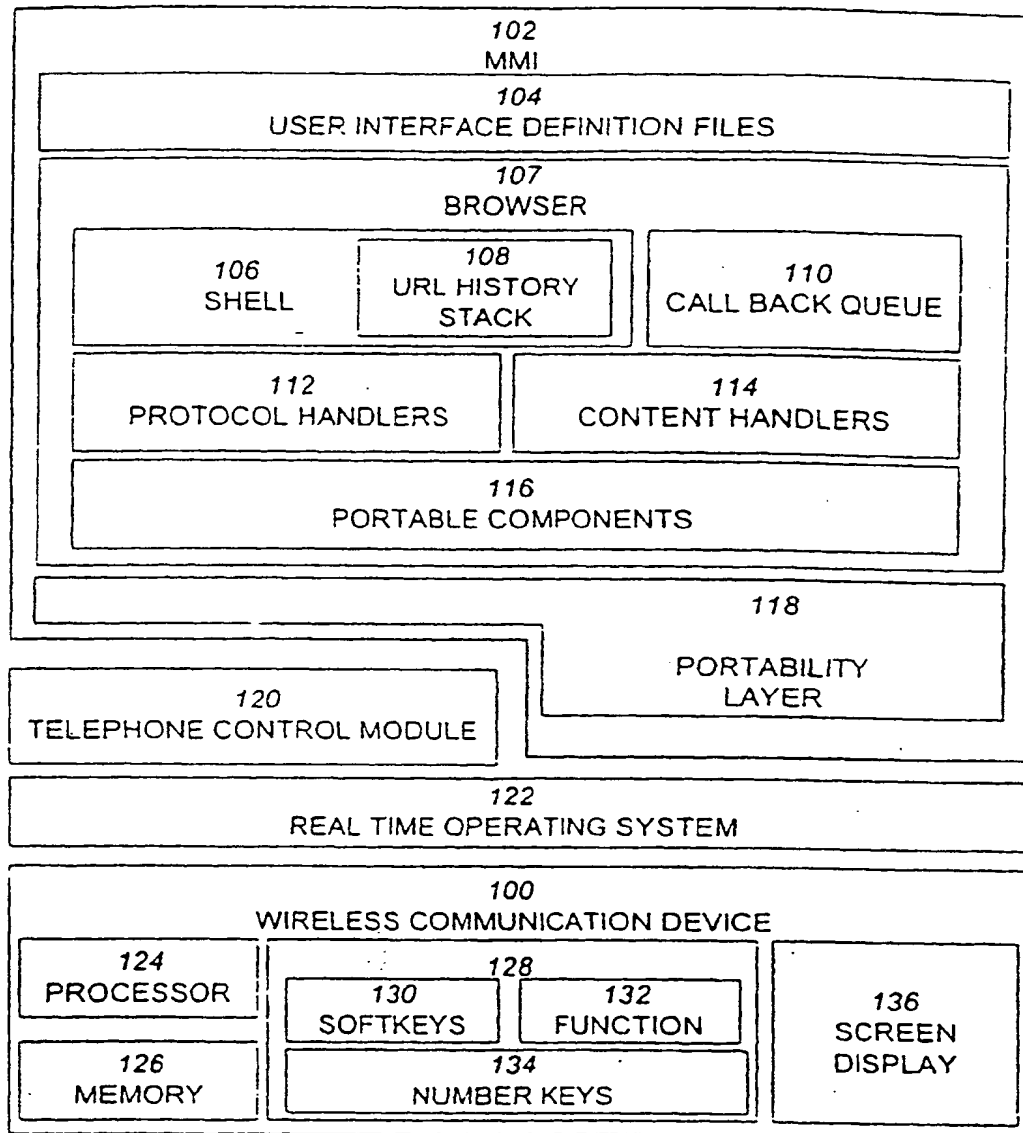 102
MMI
104
USER INTERFACE DEFINITION FILES
107
BROWSER
106
SHELL
108
URL HISTORY
STACK
110
CALL BACK QUEUE
112
PROTOCOL HANDLERS
114
CONTENT HANDLERS
116
PORTABLE COMPONENTS
118
PORTABILITY
LAYER
120
TELEPHONE CONTROL MODULE
122
REAL TIME OPERATING SYSTEM
100
WIRELESS COMMUNICATION DEVICE
124
PROCESSOR
126
MEMORY
128
130
SOFTKEYS
132
FUNCTION
134
NUMBER KEYS
136
SCREEN
DISPLAY